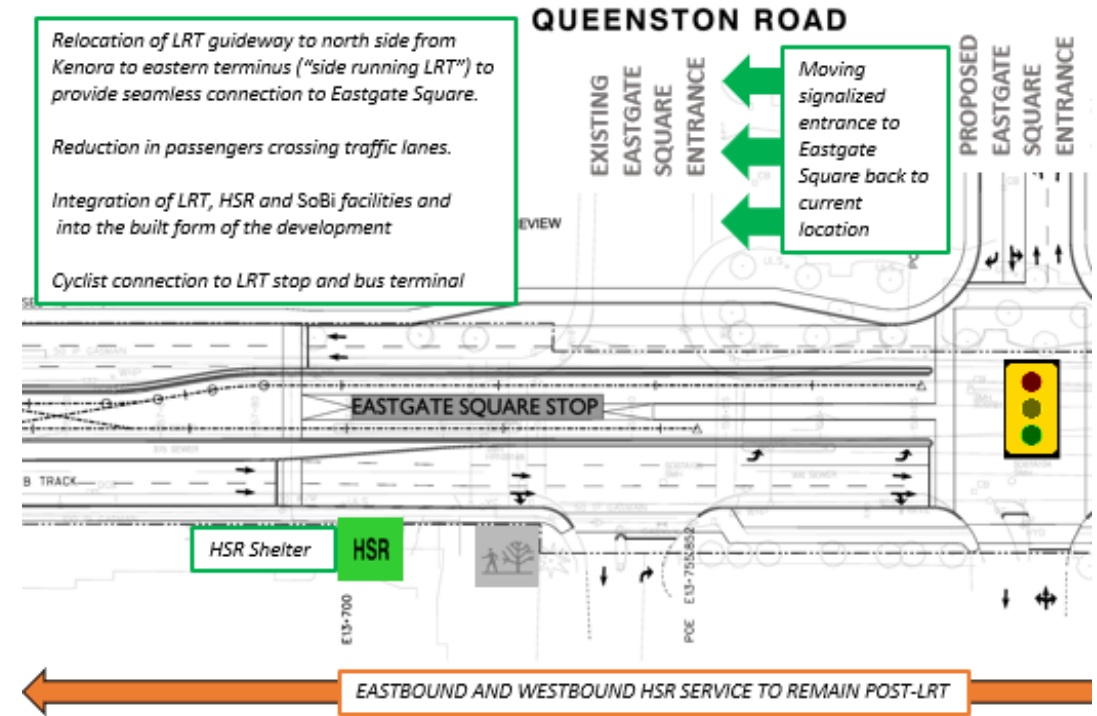 QUEENSTON ROAD
Relocation of LRT guideway to north side from
Kenora to eastern terminus (“side running LRT”) to
provide seamless connection to Eastgate Square.
Reduction in passengers crossing traffic lanes.
Integration of LRT, HSR and SoBi facilities and
into the built form of the development
Cyclist connection to LRT stop and bus terminal
EXISTING
EASTGATE
SQUARE
ENTRANCE
Moving
signalized
entrance to
Eastgate
Square back to
current
location
PROPOSED
EASTGATE
SQUARE
ENTRANCE
EASTGATE SQUARE STOP
B TRACK
HSR Shelter
HSR
E13+700
POE E13+755.852
EASTBOUND AND WESTBOUND HSR SERVICE TO REMAIN POST-LRT